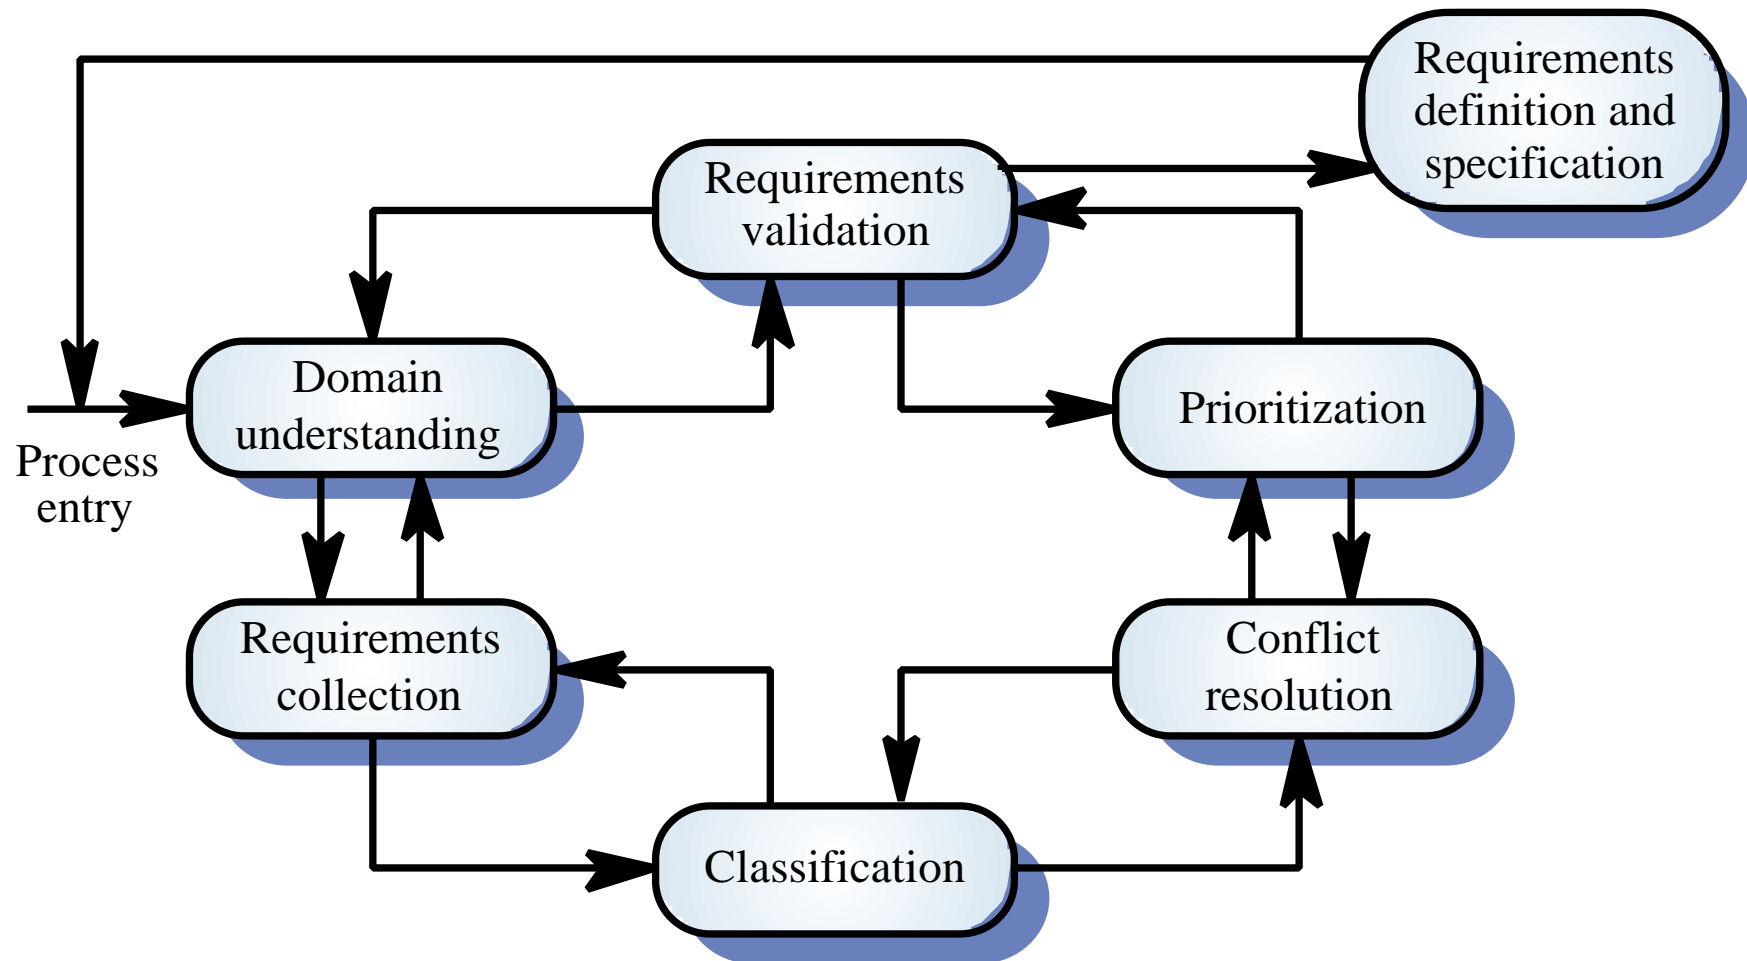 Requirements
definition and
specification
Requirements
validation
Domain
understanding
Prioritization
Process
entry
Requirements
collection
Conflict
resolution
Classification